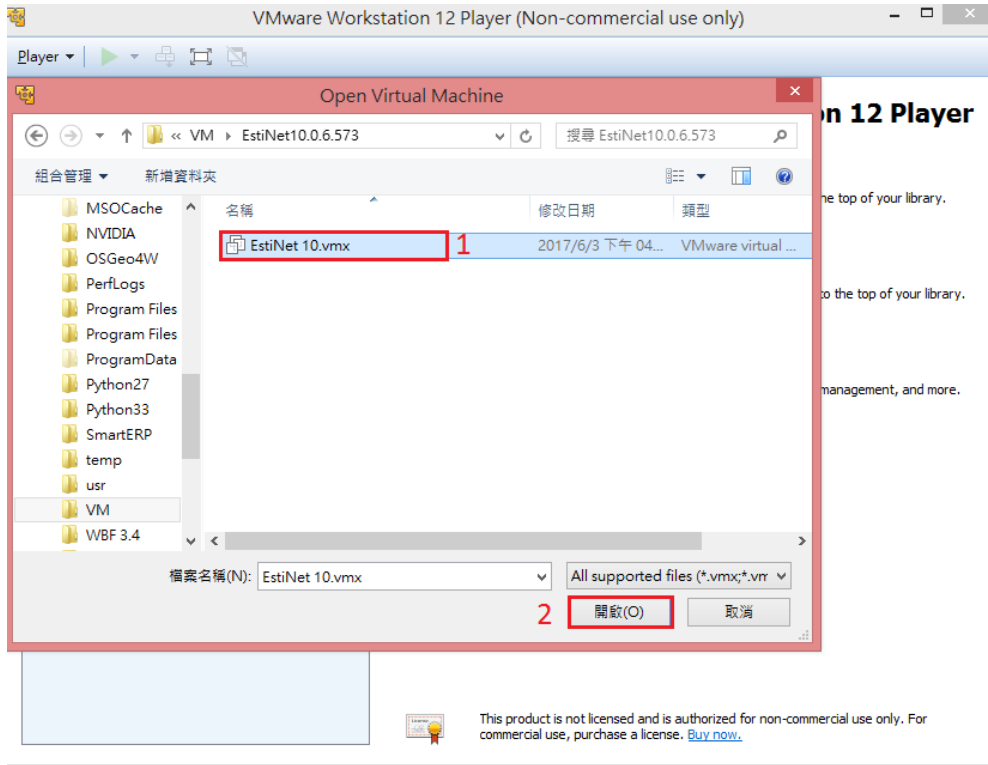 VMware Workstation 12 Player (Non-commercial use only)
Player
Open Virtual Machine
n 12 Player
« VM ▸ EstiNet10.0.6.573
搜尋 EstiNet10.0.6.573
組合管理 新增資料夾
名稱 修改日期 類型
MSOCache
NVIDIA
OSGeo4W
PerfLogs
Program Files
Program Files
ProgramData
Python27
Python33
SmartERP
temp
usr
VM
WBF 3.4
EstiNet 10.vmx 1 2017/6/3 下午 04... VMware virtual ...
he top of your library.
to the top of your library.
management, and more.
檔案名稱(N): EstiNet 10.vmx All supported files (*.vmx;*.vm
2 開啟(O) 取消
This product is not licensed and is authorized for non-commercial use only. For
commercial use, purchase a license. Buy now.